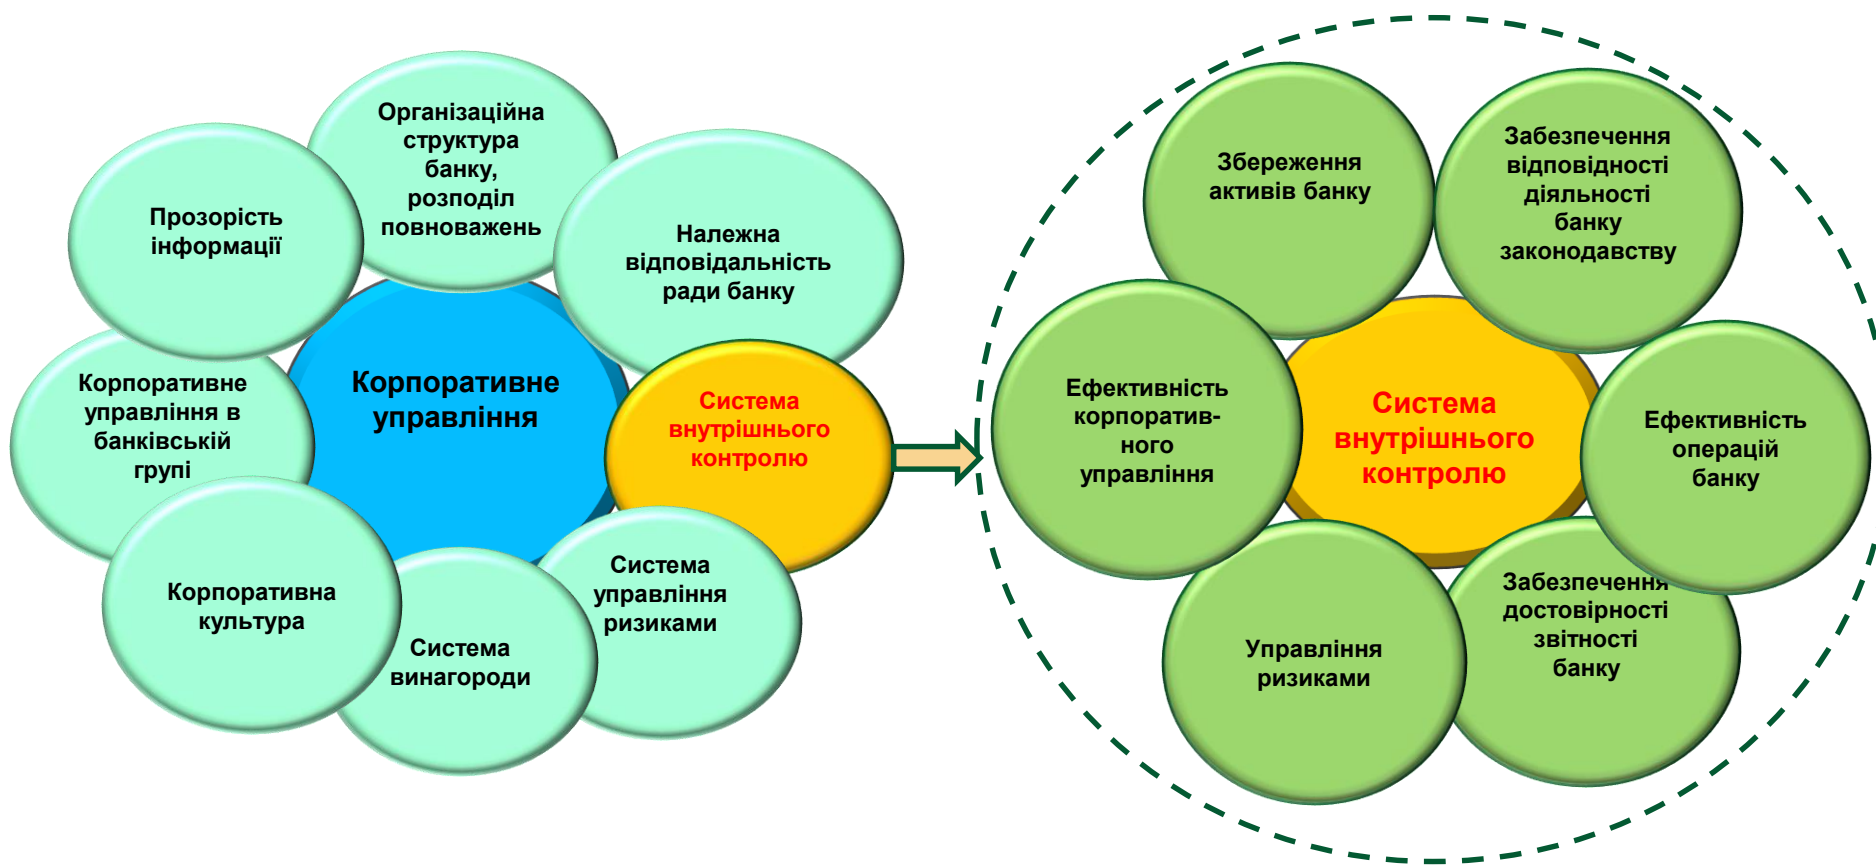 Організаційна
структура
банку,
розподіл
повноважень
Прозорість
інформації
Належна
відповідальність
ради банку
Корпоративне
управління
Корпоративне
управління в
банківській
групі
Система
внутрішнього
контролю
Корпоративна
культура
Система
винагороди
Система
управління
ризиками
Збереження
активів банку
Забезпечення
відповідності
діяльності
банку
законодавству
Ефективність
корпоратив-
ного
управління
Система
внутрішнього
контролю
Ефективність
операцій
банку
Управління
ризиками
Забезпечення
достовірності
звітності
банку